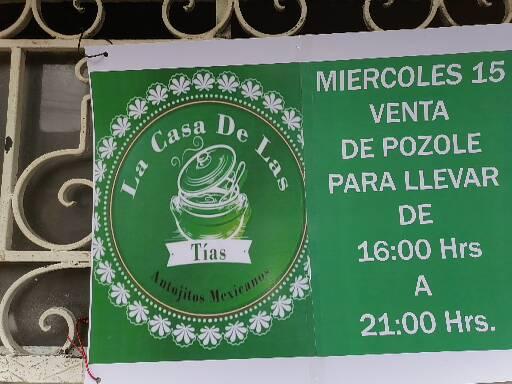 La Casa De Las
Tías
Antojitos Mexicanos
MIERCOLES 15
VENTA
DE POZOLE
PARA LLEVAR
DE
16:00 Hrs
A
21:00 Hrs.